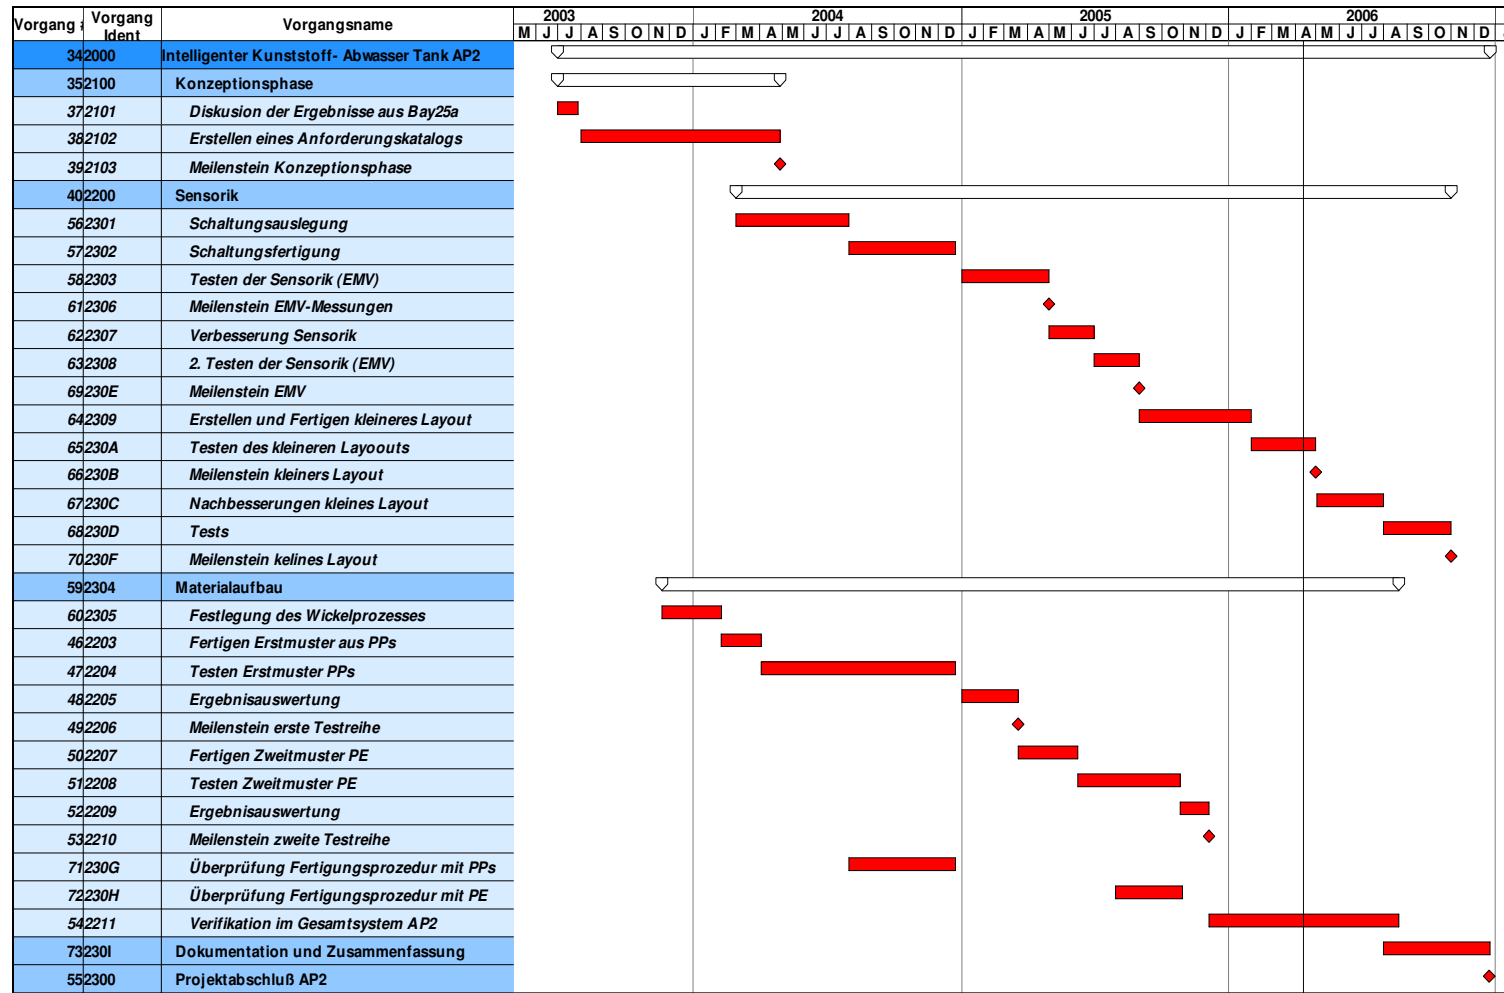 Vorgang # Vorgang Ident Vorgangsname 2003 2004 2005 2006
M J J A S O N D J F M A M J J A S O N D J F M A M J J A S O N D J F M A M J J A S O N D
34 2000 Intelligenter Kunststoff- Abwasser Tank AP2
35 2100 Konzeptionsphase
37 2101 Diskusion der Ergebnisse aus Bay25a
38 2102 Erstellen eines Anforderungskatalogs
39 2103 Meilenstein Konzeptionsphase
40 2200 Sensorik
56 2301 Schaltungsauslegung
57 2302 Schaltungsfertigung
58 2303 Testen der Sensorik (EMV)
61 2306 Meilenstein EMV-Messungen
62 2307 Verbesserung Sensorik
63 2308 2. Testen der Sensorik (EMV)
69 230E Meilenstein EMV
64 2309 Erstellen und Fertigen kleineres Layout
65 230A Testen des kleineren Layoouts
66 230B Meilenstein kleiners Layout
67 230C Nachbesserungen kleines Layout
68 230D Tests
70 230F Meilenstein kelines Layout
59 2304 Materialaufbau
60 2305 Festlegung des Wickelprozesses
46 2203 Fertigen Erstmuster aus PPs
47 2204 Testen Erstmuster PPs
48 2205 Ergebnisauswertung
49 2206 Meilenstein erste Testreihe
50 2207 Fertigen Zweitmuster PE
51 2208 Testen Zweitmuster PE
52 2209 Ergebnisauswertung
53 2210 Meilenstein zweite Testreihe
71 230G Überprüfung Fertigungsprozedur mit PPs
72 230H Überprüfung Fertigungsprozedur mit PE
54 2211 Verifikation im Gesamtsystem AP2
73 230I Dokumentation und Zusammenfassung
55 2300 Projektabschluß AP2